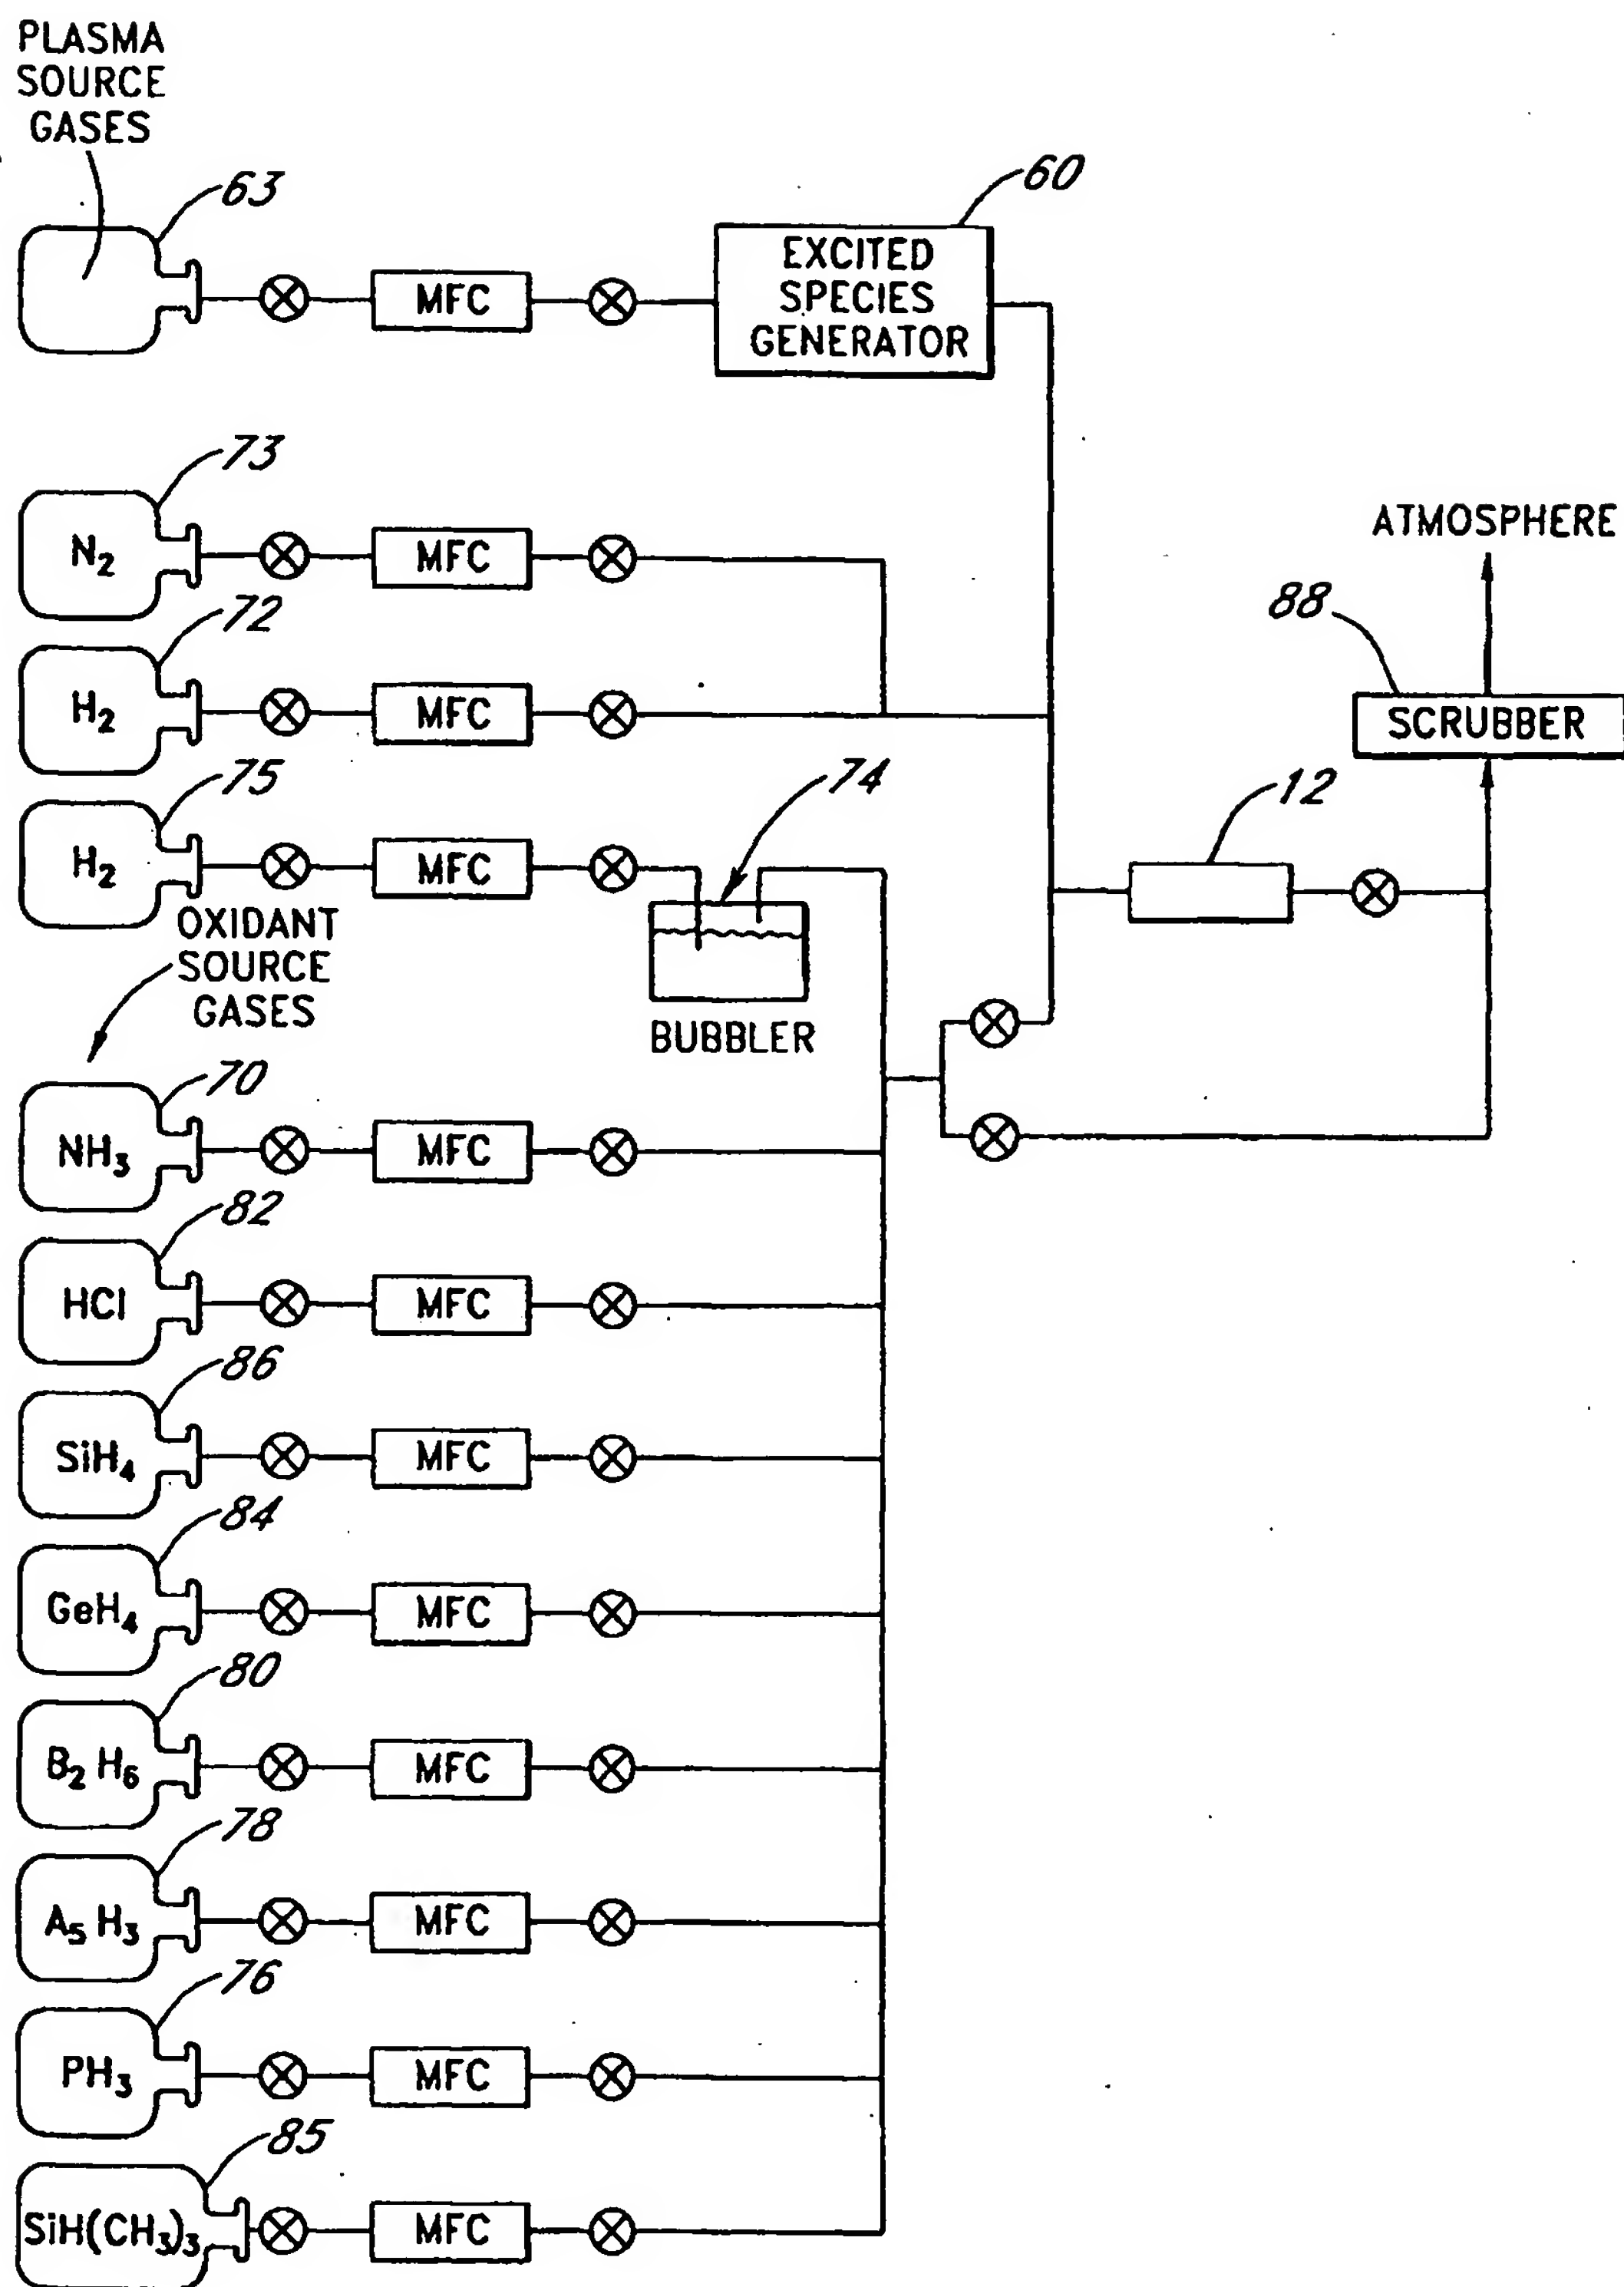 PLASMA
SOURCE
GASES
63
60
MFC
EXCITED
SPECIES
GENERATOR
73
N₂
MFC
ATMOSPHERE
72
88
H₂
MFC
SCRUBBER
75
74
12
H₂
MFC
OXIDANT
SOURCE
GASES
BUBBLER
70
NH₃
MFC
82
HCl
MFC
86
SiH₄
MFC
84
GeH₄
MFC
80
B₂ H₆
MFC
78
A₅ H₃
MFC
76
PH₃
MFC
85
SiH(CH₃)₃
MFC